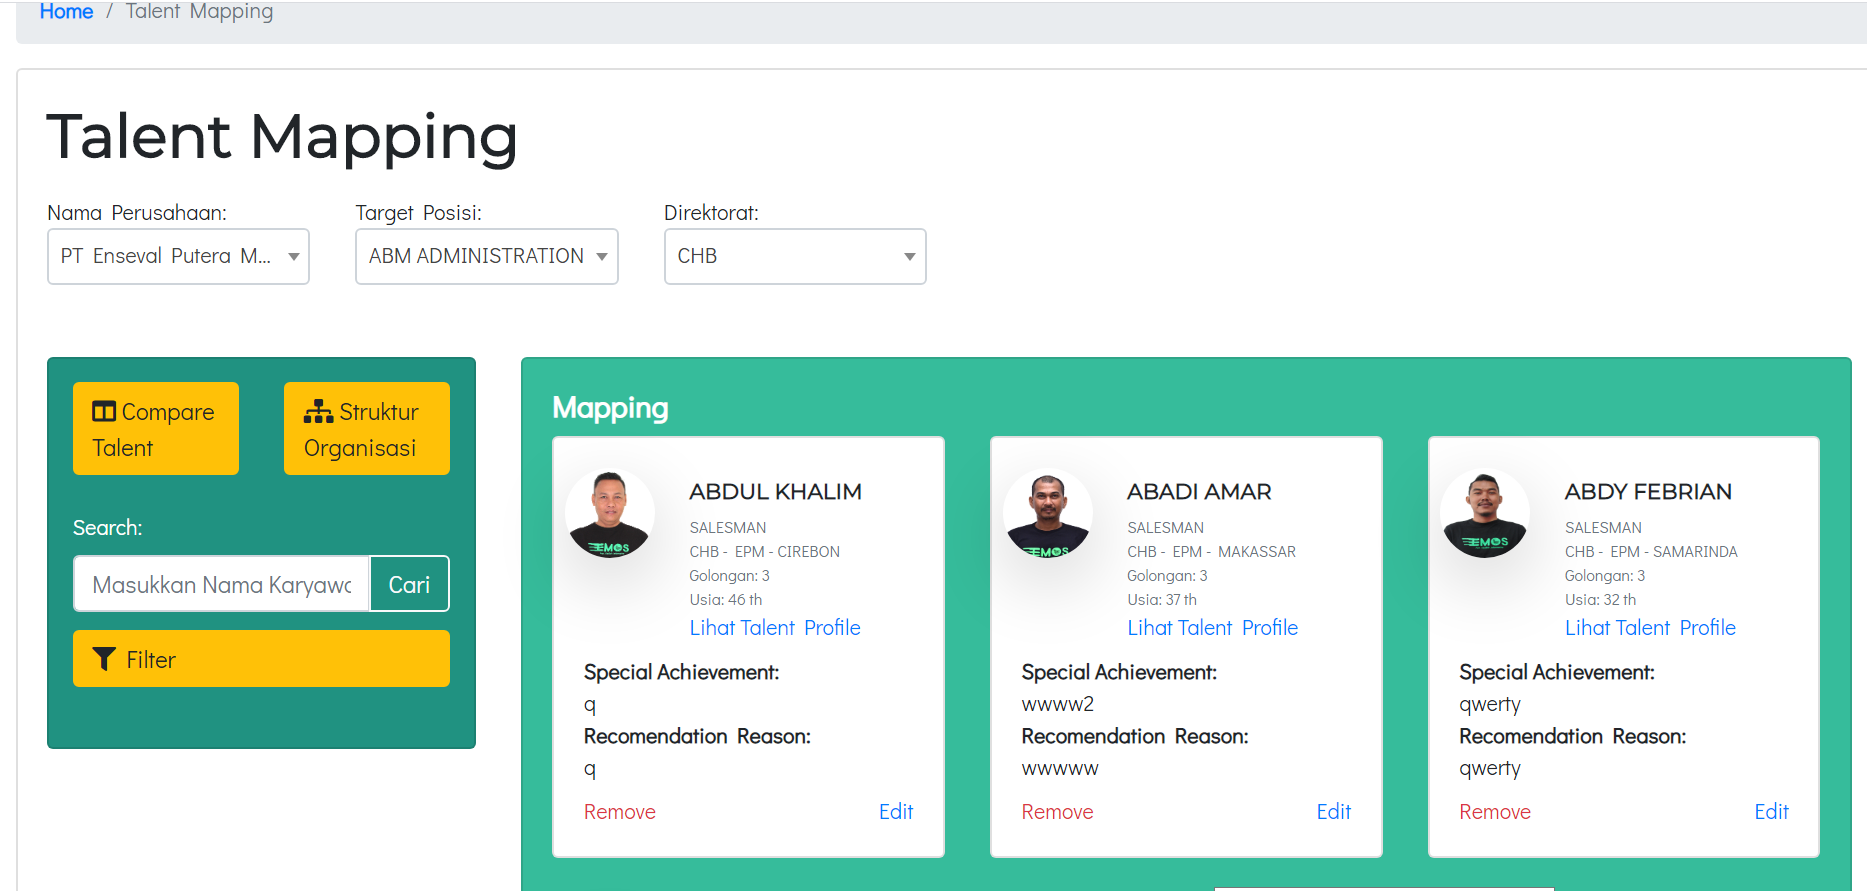 Home / Talent Mapping
Talent Mapping
Nama Perusahaan:
Target Posisi:
Direktorat:
PT Enseval Putera M...
ABM ADMINISTRATION
CHB
Compare
Talent
Struktur
Organisasi
Search:
Masukkan Nama Karyawa
Cari
Filter
Mapping
ABDUL KHALIM
SALESMAN
CHB - EPM - CIREBON
Golongan: 3
Usia: 46 th
Lihat Talent Profile
EMOS
Special Achievement:
q
Recomendation Reason:
q
Remove
Edit
ABADI AMAR
SALESMAN
CHB - EPM - MAKASSAR
Golongan: 3
Usia: 37 th
Lihat Talent Profile
EMOS
Special Achievement:
wwww2
Recomendation Reason:
wwwww
Remove
Edit
ABDY FEBRIAN
SALESMAN
CHB - EPM - SAMARINDA
Golongan: 3
Usia: 32 th
Lihat Talent Profile
EMOS
Special Achievement:
qwerty
Recomendation Reason:
qwerty
Remove
Edit